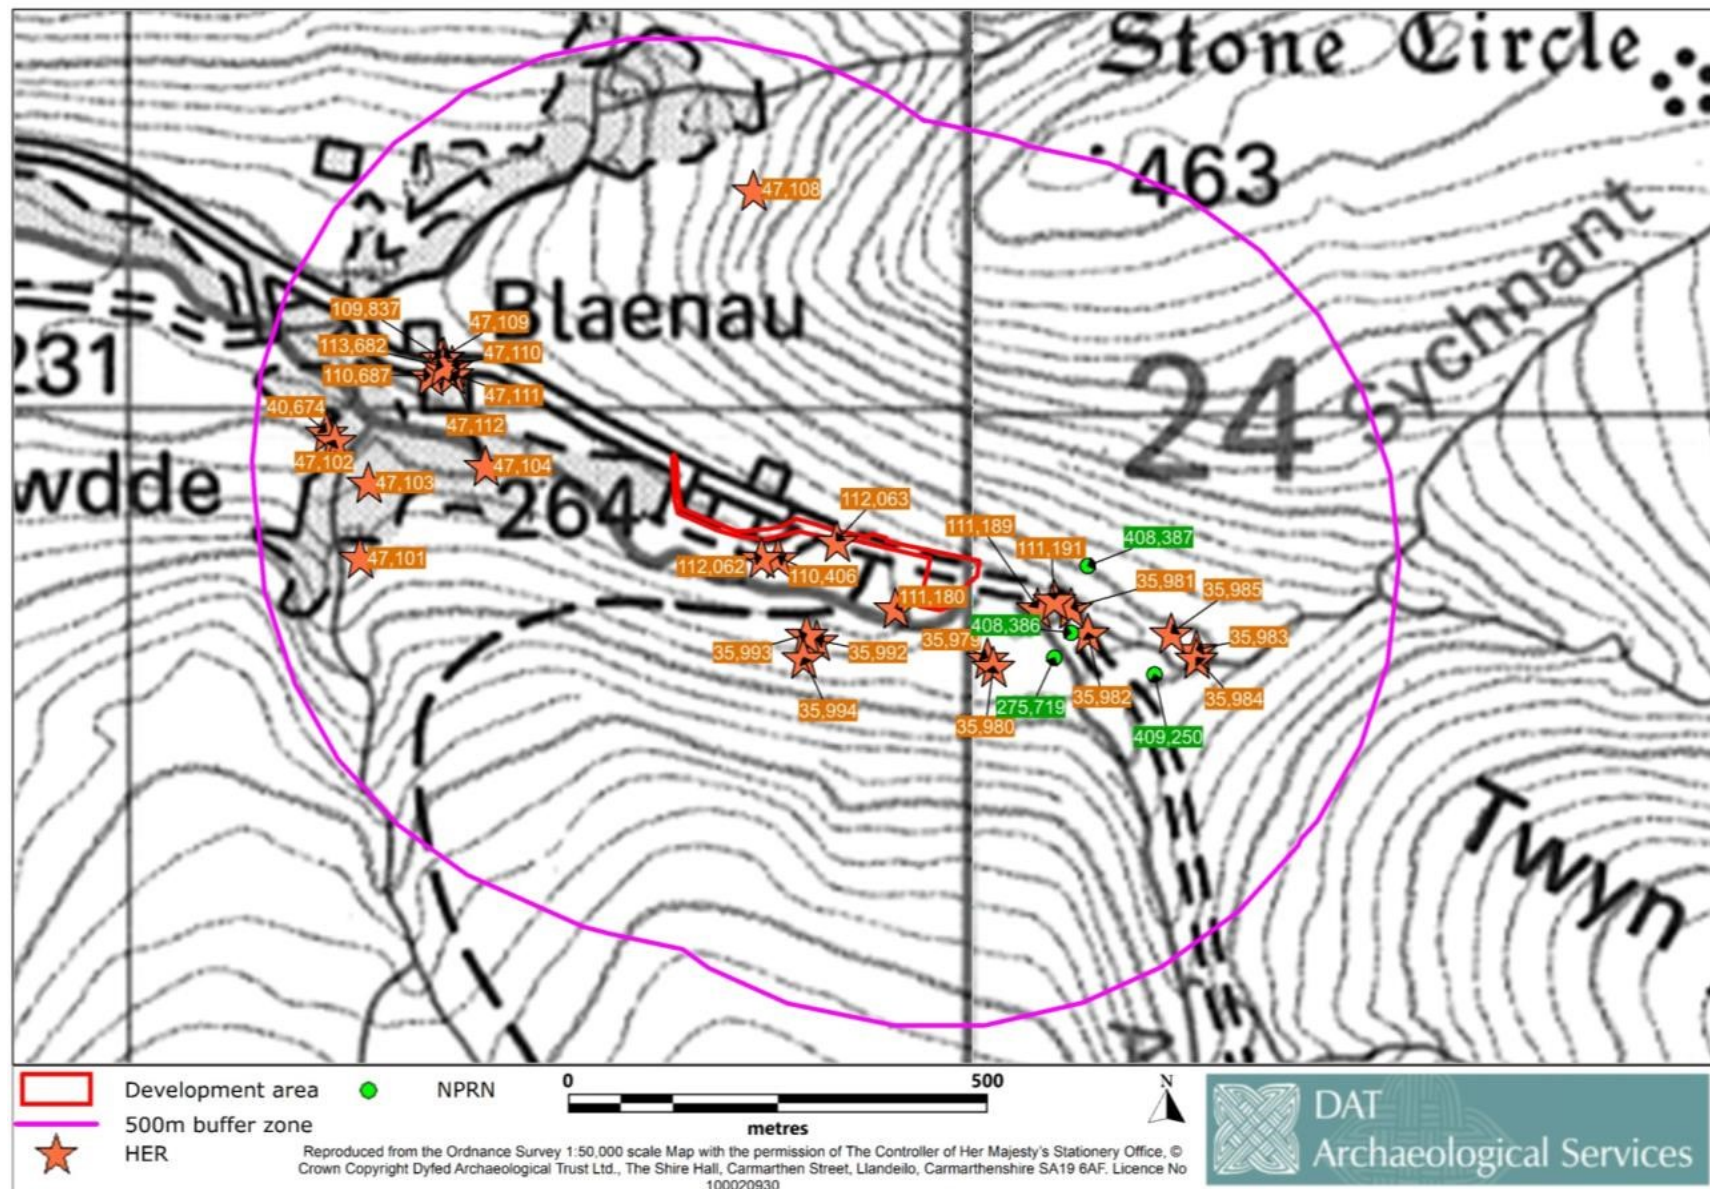 Stone Circle
463
47,108
Sychnant
109,837
47,109
Blaenau
113,682
47,110
110,687
231
47,111
24
40,674
47,112
47,102
47,104
wdde
47,103
264
112,063
111,189
408,387
111,191
47,101
112,062
110,406
35,981
35,985
111,180
408,386
35,979
35,983
35,993
35,992
35,982
35,984
275,719
35,994
35,980
409,250
Twyn
A
Development area
NPRN
0
500
N
500m buffer zone
metres
HER
Reproduced from the Ordnance Survey 1:50,000 scale Map with the permission of The Controller of Her Majesty's Stationery Office, ©
Crown Copyright Dyfed Archaeological Trust Ltd., The Shire Hall, Carmarthen Street, Llandeilo, Carmarthenshire SA19 6AF. Licence No
100020930
DAT
Archaeological Services